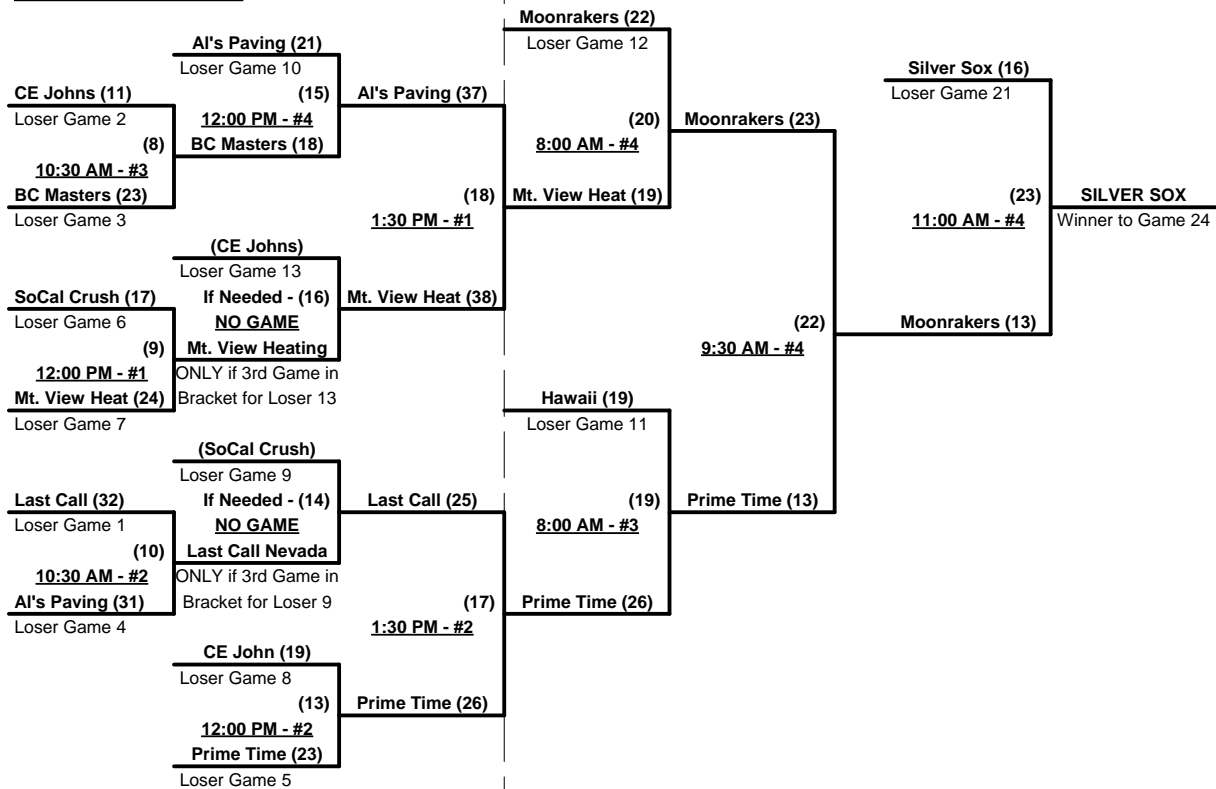 Moonrakers (22)
Loser Game 12
Al's Paving (21)
Loser Game 10
Silver Sox (16)
Loser Game 21
CE Johns (11)
Loser Game 2
(15)
12:00 PM - #4
Al's Paving (37)
(20)
8:00 AM - #4
Moonrakers (23)
(8)
10:30 AM - #3
BC Masters (18)
BC Masters (23)
Loser Game 3
(18)
1:30 PM - #1
Mt. View Heat (19)
(23)
11:00 AM - #4
SILVER SOX
Winner to Game 24
(CE Johns)
Loser Game 13
SoCal Crush (17)
Loser Game 6
If Needed - (16)
NO GAME
Mt. View Heat (38)
(22)
9:30 AM - #4
Moonrakers (13)
(9)
12:00 PM - #1
Mt. View Heating
ONLY if 3rd Game in
Bracket for Loser 13
Mt. View Heat (24)
Loser Game 7
Hawaii (19)
Loser Game 11
(SoCal Crush)
Loser Game 9
Last Call (32)
Loser Game 1
If Needed - (14)
NO GAME
Last Call (25)
(19)
8:00 AM - #3
Prime Time (13)
(10)
10:30 AM - #2
Last Call Nevada
ONLY if 3rd Game in
Bracket for Loser 9
Al's Paving (31)
Loser Game 4
(17)
1:30 PM - #2
Prime Time (26)
CE John (19)
Loser Game 8
(13)
12:00 PM - #2
Prime Time (26)
Prime Time (23)
Loser Game 5